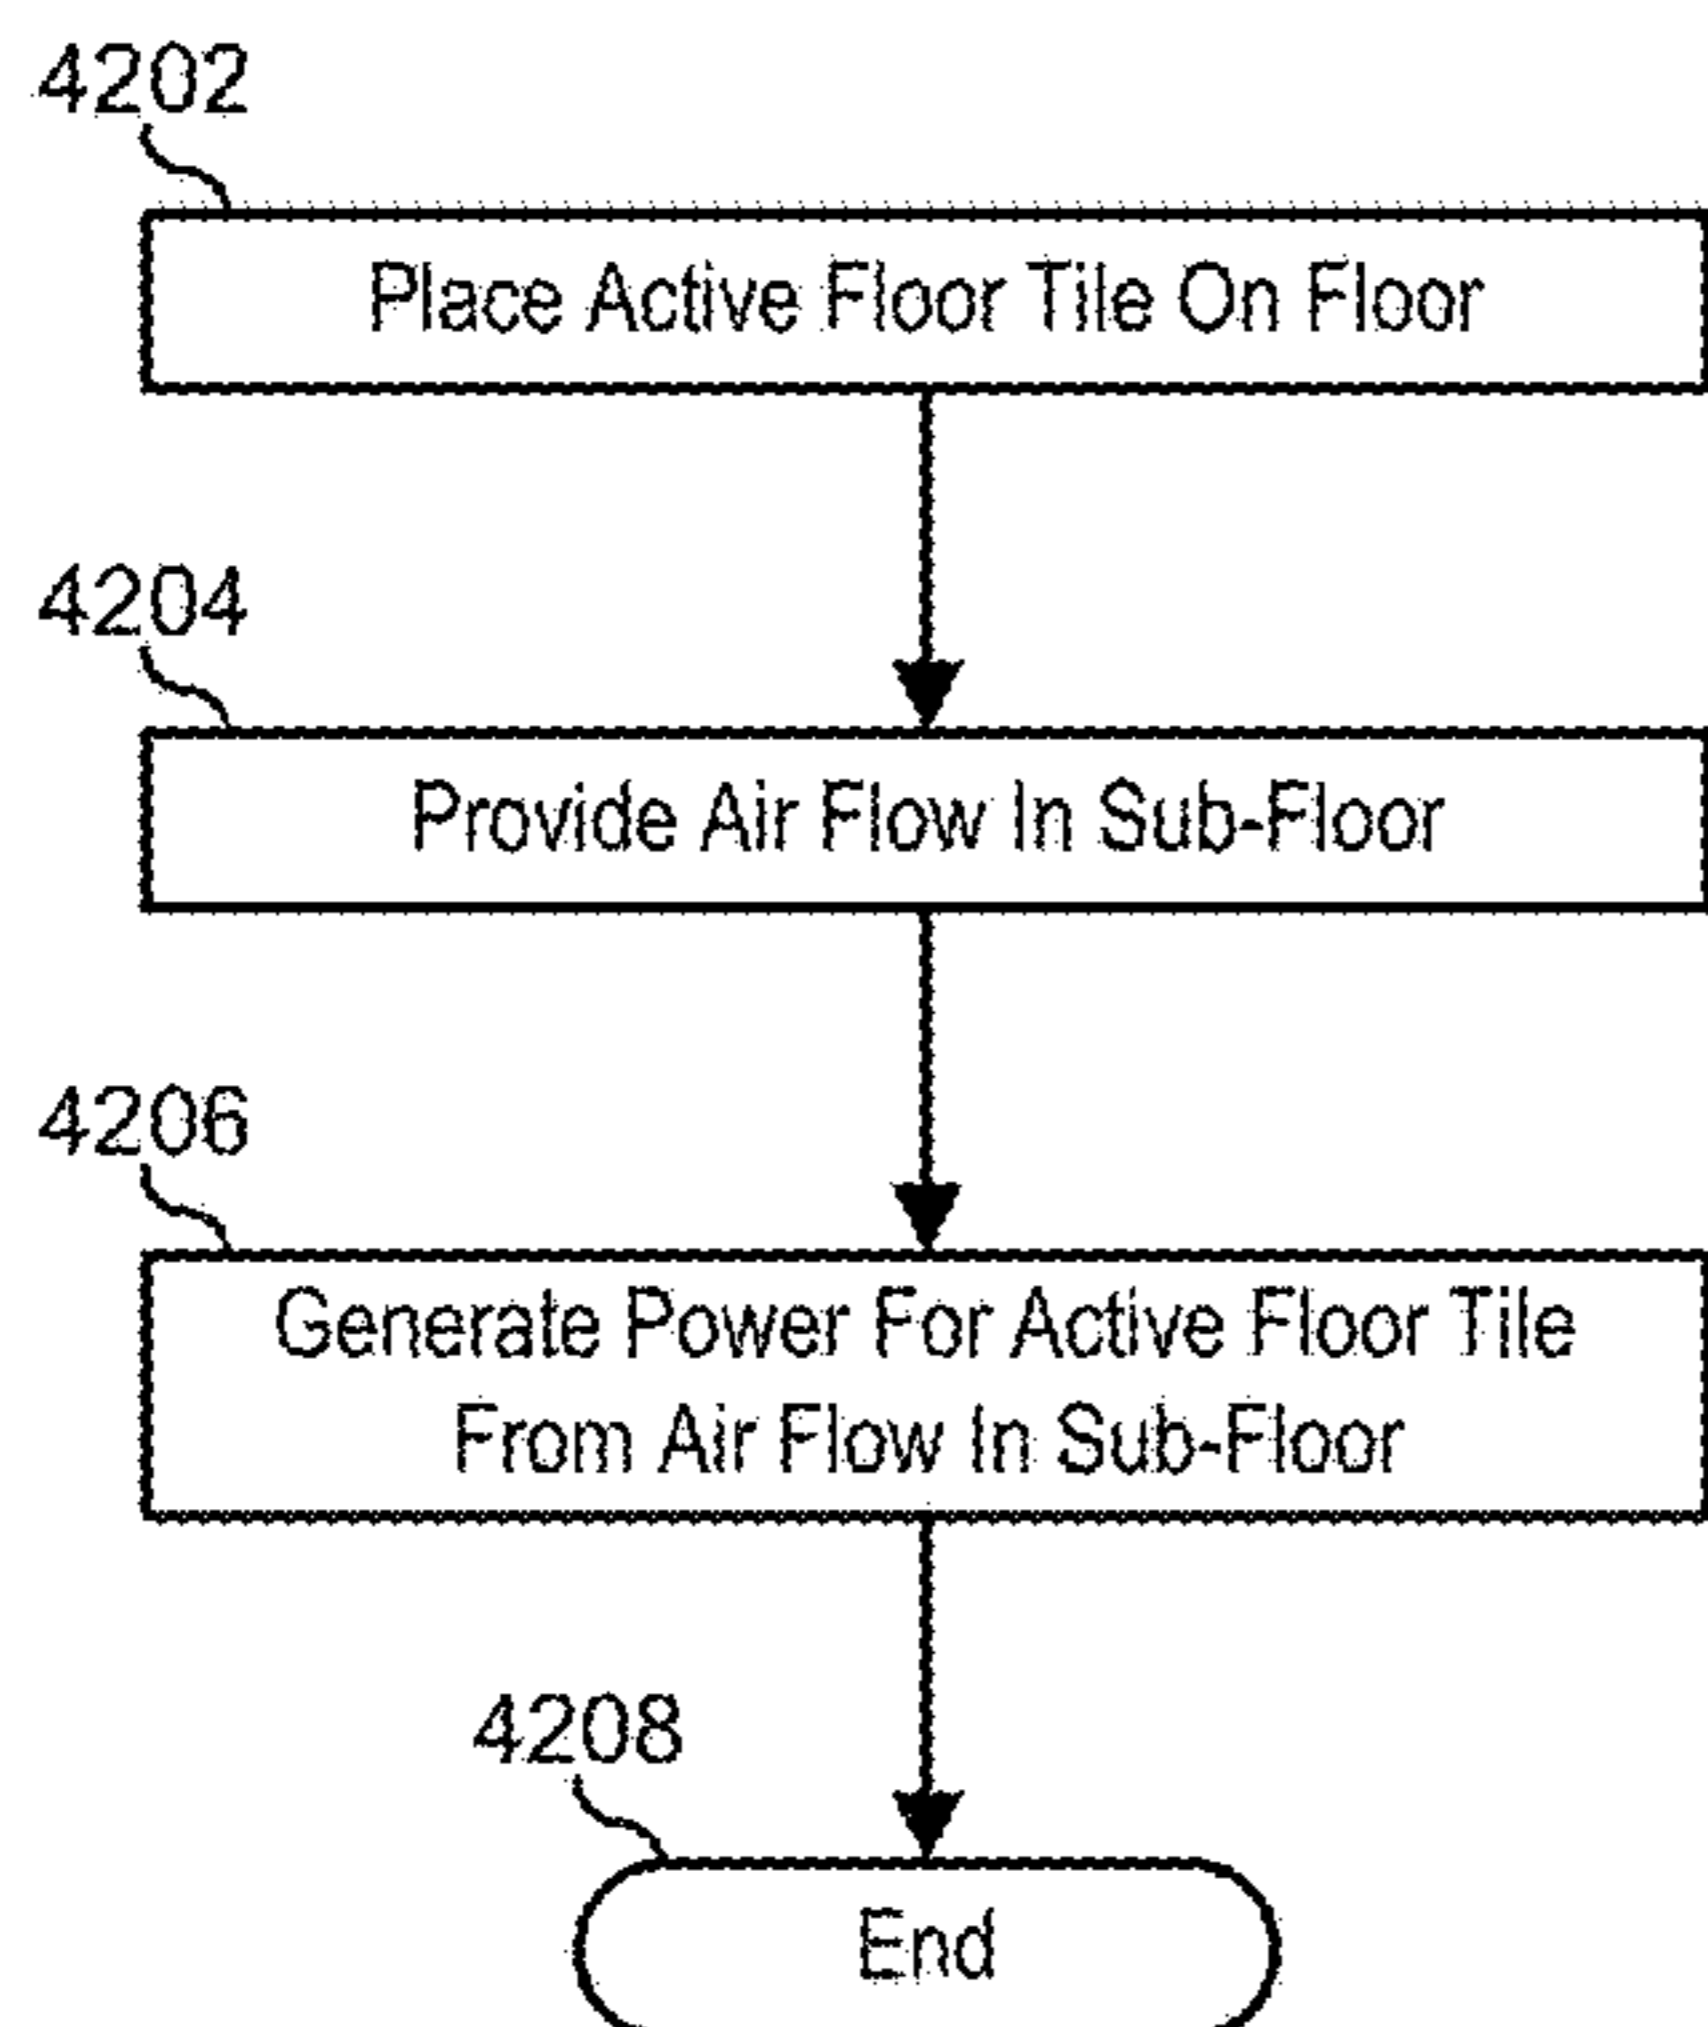 4202
Place Active Floor Tile On Floor
4204
Provide Air Flow In Sub-Floor
4206
Generate Power For Active Floor Tile
From Air Flow In Sub-Floor
4208
End